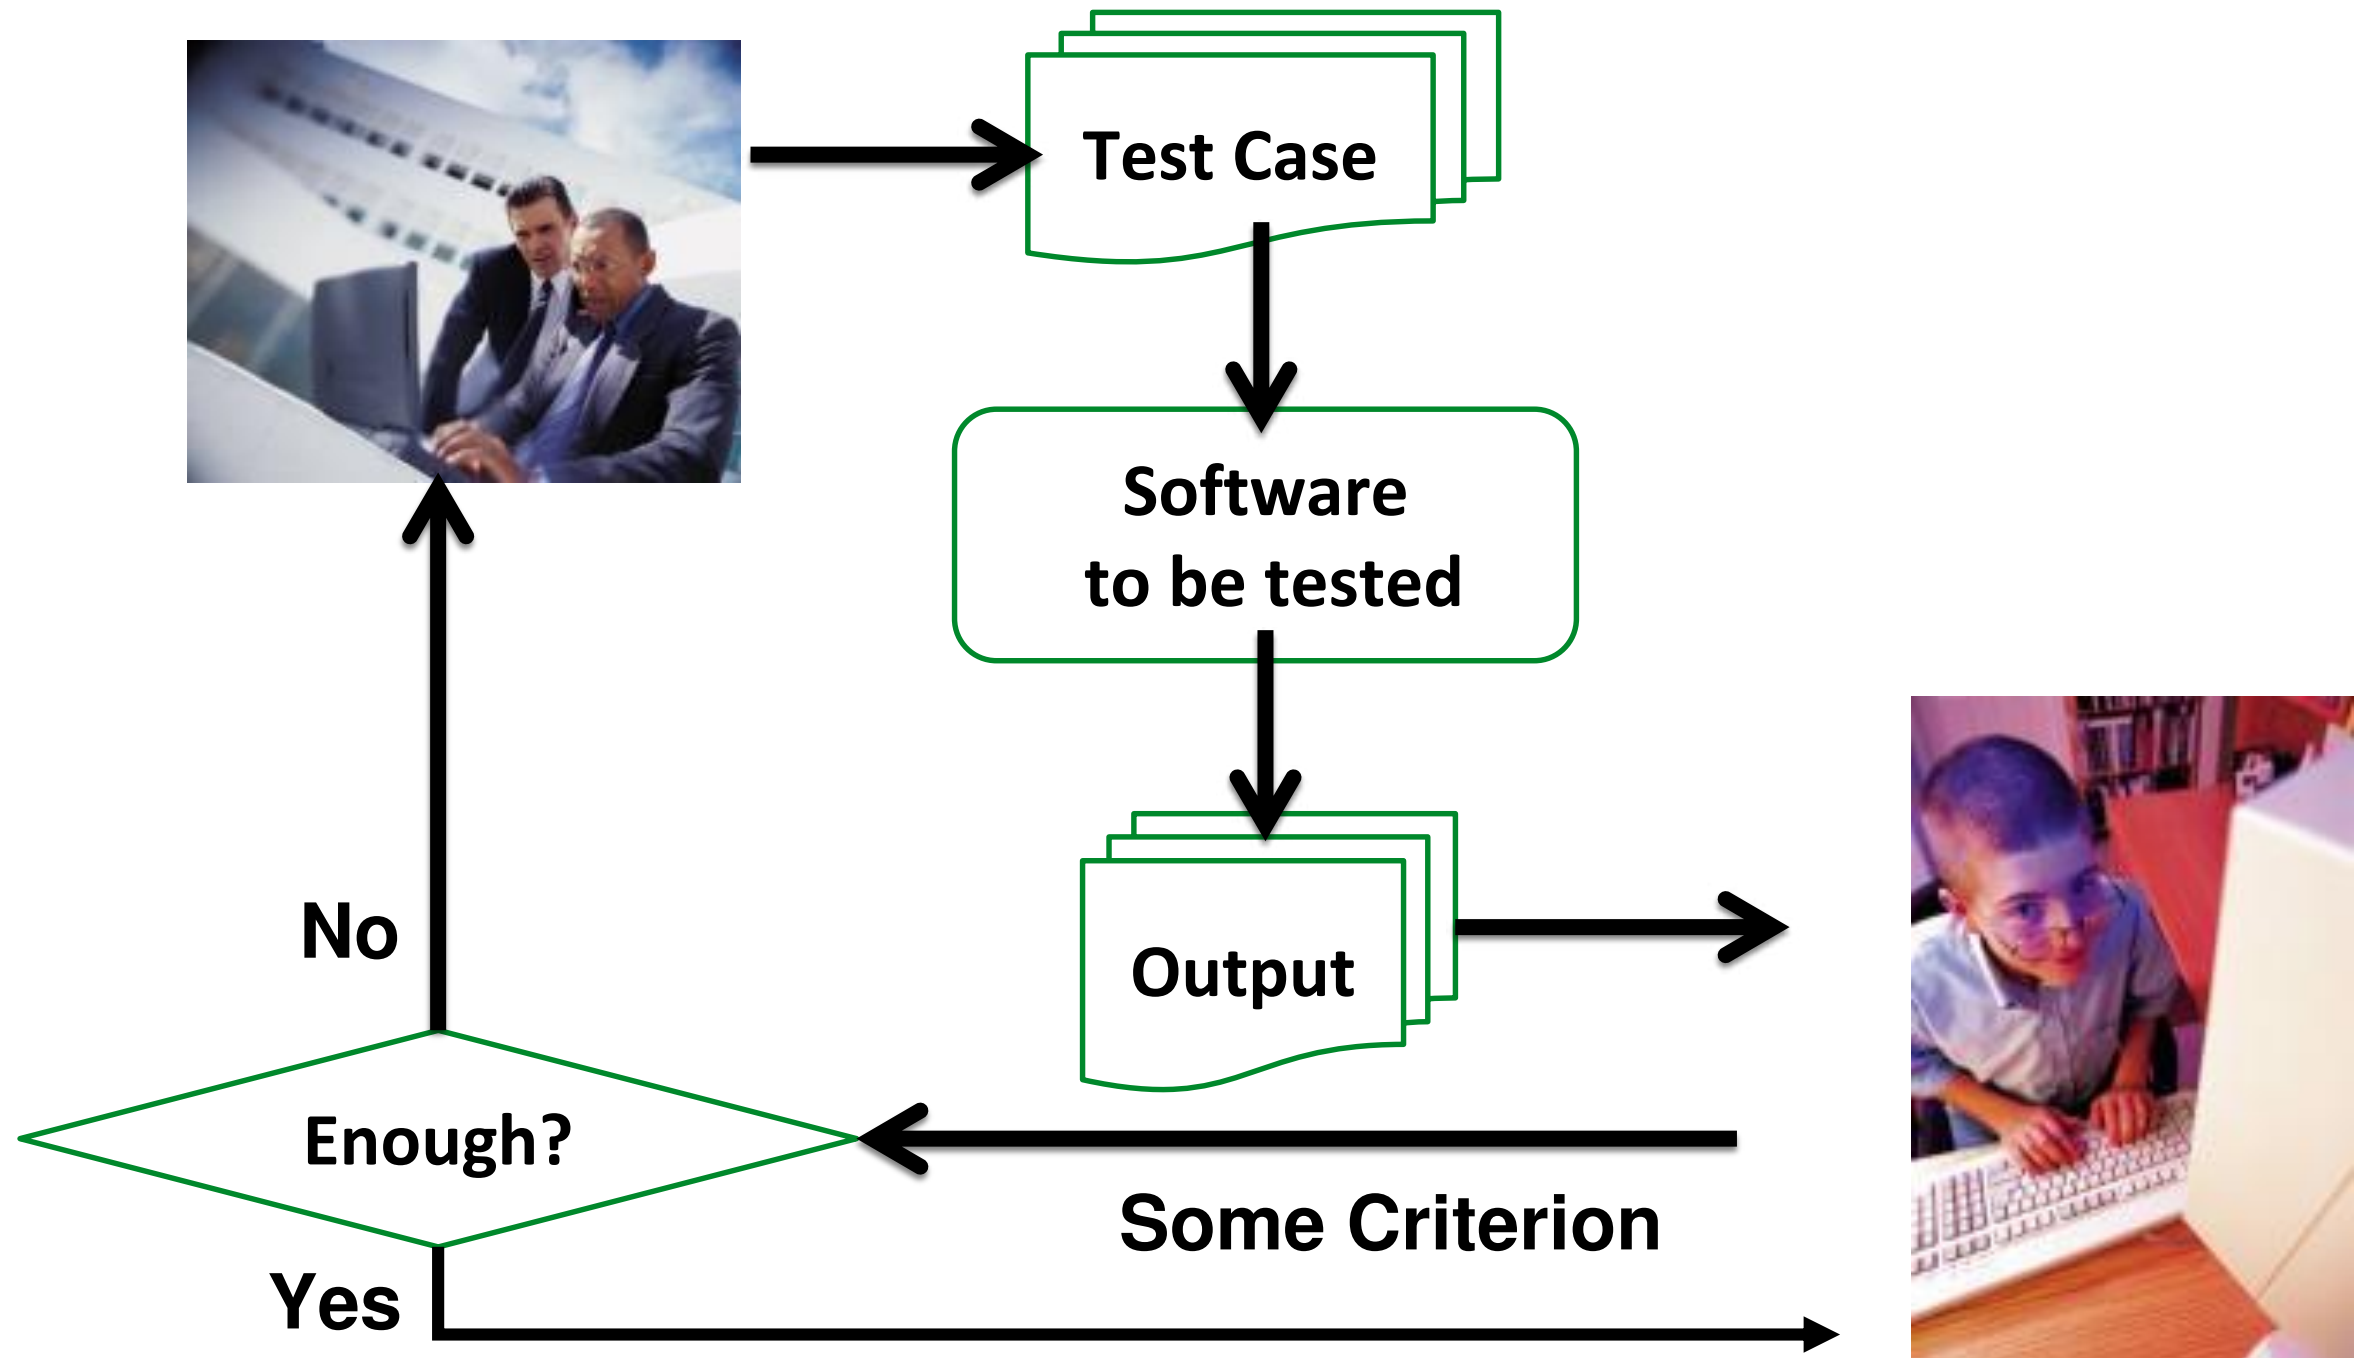 Test Case
Software
to be tested
Output
No
Enough?
Some Criterion
Yes